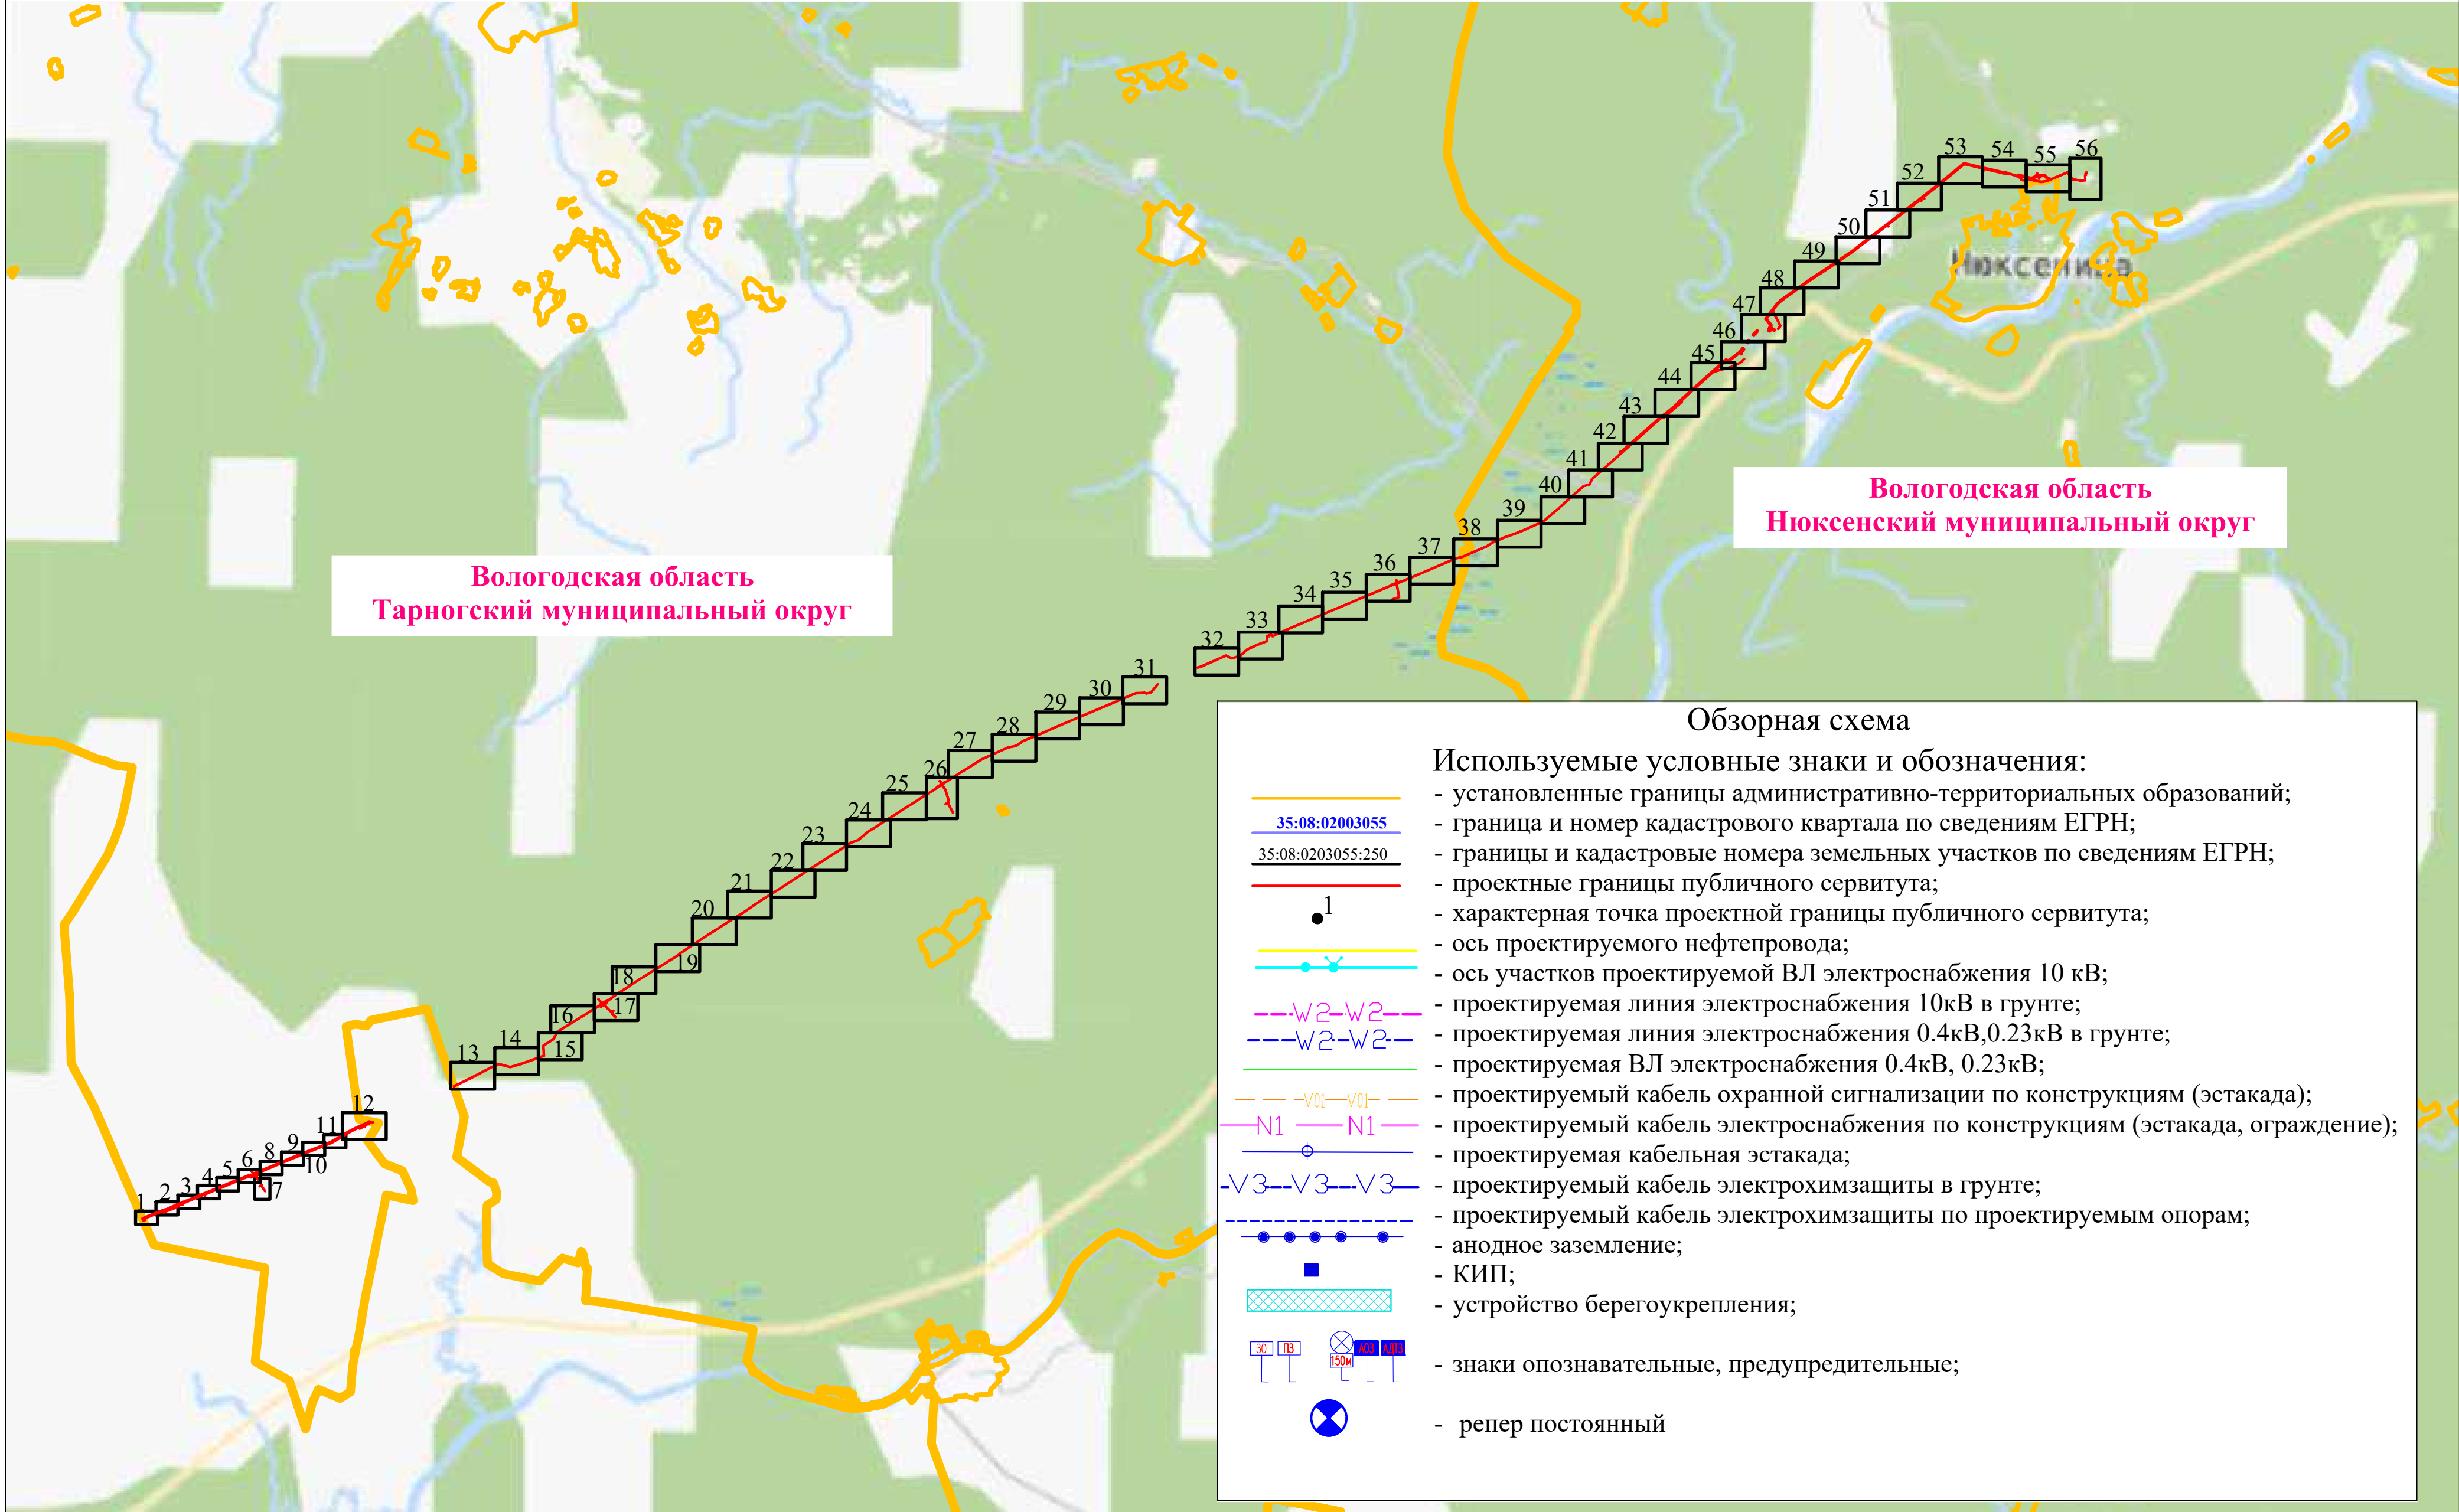 53
54
55
56
52
51
50
49
48
47
46
45
44
43
42
41
40
39
38
37
36
35
34
33
32
31
30
29
28
27
26
25
24
23
22
21
20
19
18
17
16
15
14
13
12
11
10
9
8
7
6
5
4
3
2
1
Нюксеница
Вологодская область
Нюксенский муниципальный округ
Вологодская область
Тарногский муниципальный округ
Обзорная схема
Используемые условные знаки и обозначения:
- установленные границы административно-территориальных образований;
35:08:02003055 - граница и номер кадастрового квартала по сведениям ЕГРН;
35:08:0203055:250 - границы и кадастровые номера земельных участков по сведениям ЕГРН;
- проектные границы публичного сервитута;
1 - характерная точка проектной границы публичного сервитута;
- ось проектируемого нефтепровода;
- ось участков проектируемой ВЛ электроснабжения 10 кВ;
W2 W2 - проектируемая линия электроснабжения 10кВ в грунте;
W2 W2 - проектируемая линия электроснабжения 0.4кВ,0.23кВ в грунте;
- проектируемая ВЛ электроснабжения 0.4кВ, 0.23кВ;
V01 V01 - проектируемый кабель охранной сигнализации по конструкциям (эстакада);
N1 N1 - проектируемый кабель электроснабжения по конструкциям (эстакада, ограждение);
- проектируемая кабельная эстакада;
V3 V3 V3 - проектируемый кабель электрохимзащиты в грунте;
- проектируемый кабель электрохимзащиты по проектируемым опорам;
- анодное заземление;
- КИП;
- устройство берегоукрепления;
ЗО ПЗ 150м АОЗ АДТЗ - знаки опознавательные, предупредительные;
- репер постоянный